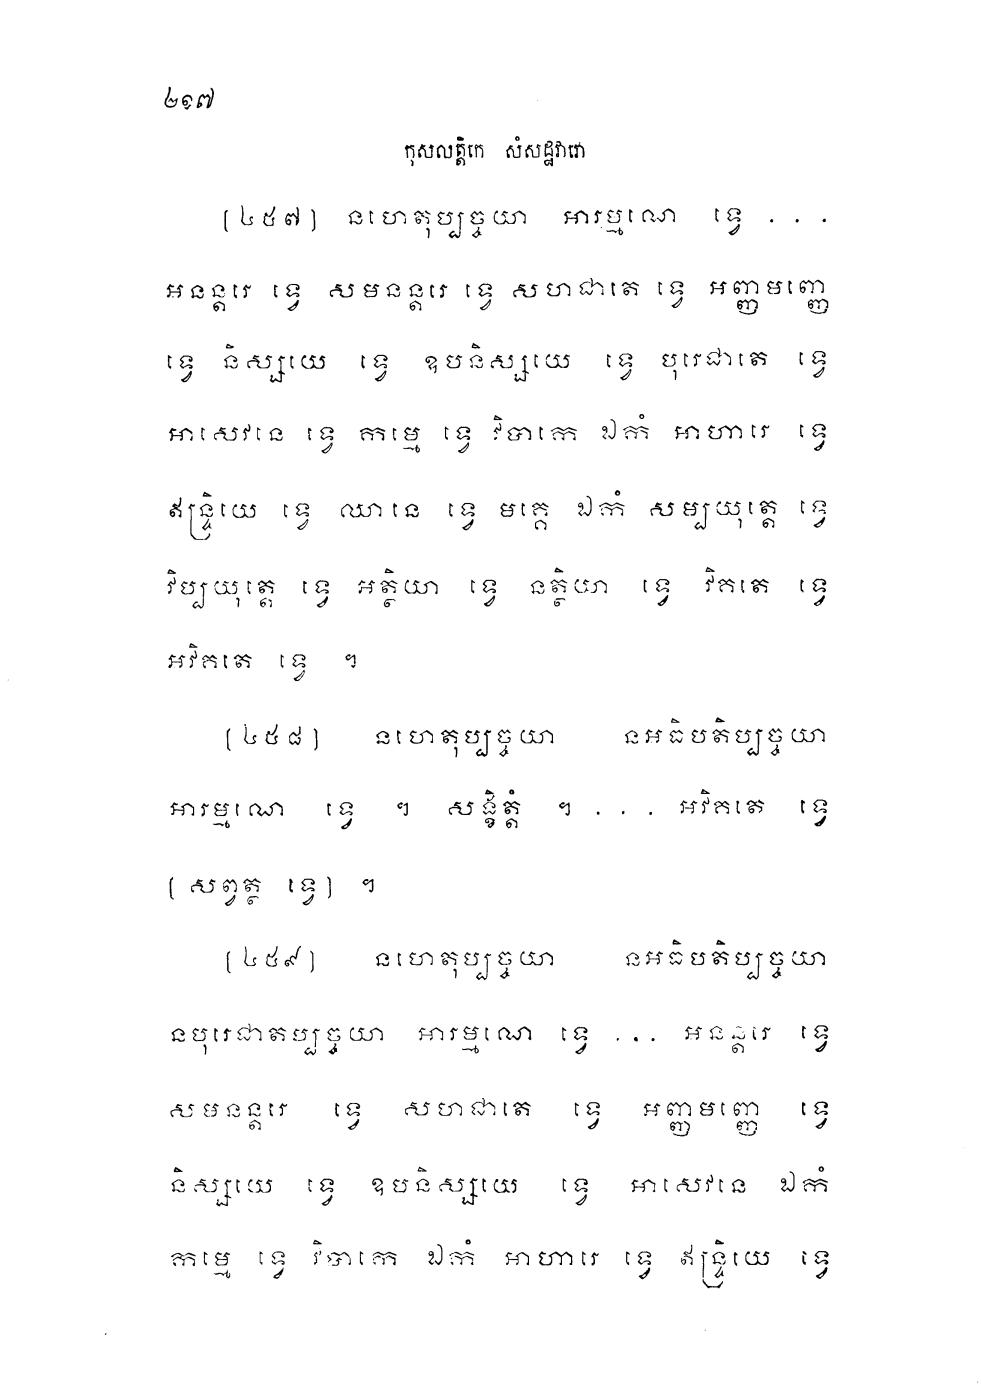 ២១៧
កុសលត្តិកេ សំសដ្ឋវារោ
(៤៥៧) នហេតុប្បច្ចយា អារម្មណេ ទ្វេ ...
អនន្តរេ ទ្វេ សមនន្តរេ ទ្វេ សហជាតេ ទ្វេ អញ្ញមញ្ញេ
ទ្វេ និស្សយេ ទ្វេ ឧបនិស្សយេ ទ្វេ បុរេជាតេ ទ្វេ
អាសេវនេ ទ្វេ កម្មេ ទ្វេ វិបាកេ ឯកំ អាហារេ ទ្វេ
ឥន្ទ្រិយេ ទ្វេ ឈានេ ទ្វេ មគ្គេ ឯកំ សម្បយុត្តេ ទ្វេ
វិប្បយុត្តេ ទ្វេ អត្ថិយា ទ្វេ នត្ថិយា ទ្វេ វិគតេ ទ្វេ
អវិគតេ ទ្វេ ។
(៤៥៨) នហេតុប្បច្ចយា នអធិបតិប្បច្ចយា
អារម្មណេ ទ្វេ ។ សង្ខិត្តំ ។ ... អវិគតេ ទ្វេ
(សព្វត្ថ ទ្វេ) ។
(៤៥៩) នហេតុប្បច្ចយា នអធិបតិប្បច្ចយា
នបុរេជាតប្បច្ចយា អារម្មណេ ទ្វេ ... អនន្តរេ ទ្វេ
សមនន្តរេ ទ្វេ សហជាតេ ទ្វេ អញ្ញមញ្ញេ ទ្វេ
និស្សយេ ទ្វេ ឧបនិស្សយេ ទ្វេ អាសេវនេ ឯកំ
កម្មេ ទ្វេ វិបាកេ ឯកំ អាហារេ ទ្វេ ឥន្ទ្រិយេ ទ្វេ